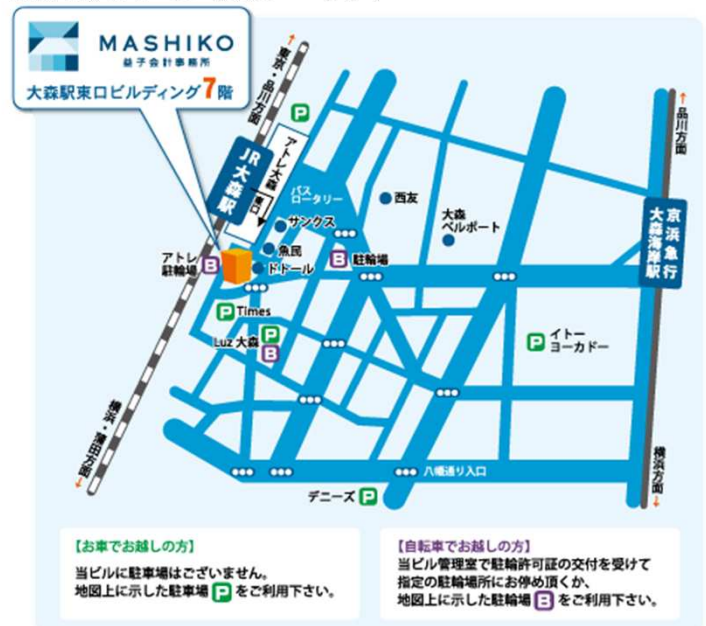 MASHIKO
益子会計事務所
大森駅東口ビルディング7階
東京・品川方面
P
アトレ大森
JR大森駅
東口
バス
ロータリー
サンクス
魚民
ドトール
アトレ
駐輪場
B
B 駐輪場
西友
大森
ベルポート
品川方面
京浜急行
大森海岸駅
P Times
Luz 大森 P
B
P イトー
ヨーカドー
横浜・蒲田方面
横浜方面
八幡通り入口
デニーズ P
【お車でお越しの方】
当ビルに駐車場はございません。
地図上に示した駐車場 P をご利用下さい。
【自転車でお越しの方】
当ビル管理室で駐輪許可証の交付を受けて
指定の駐輪場所にお停め頂くか、
地図上に示した駐輪場 B をご利用下さい。